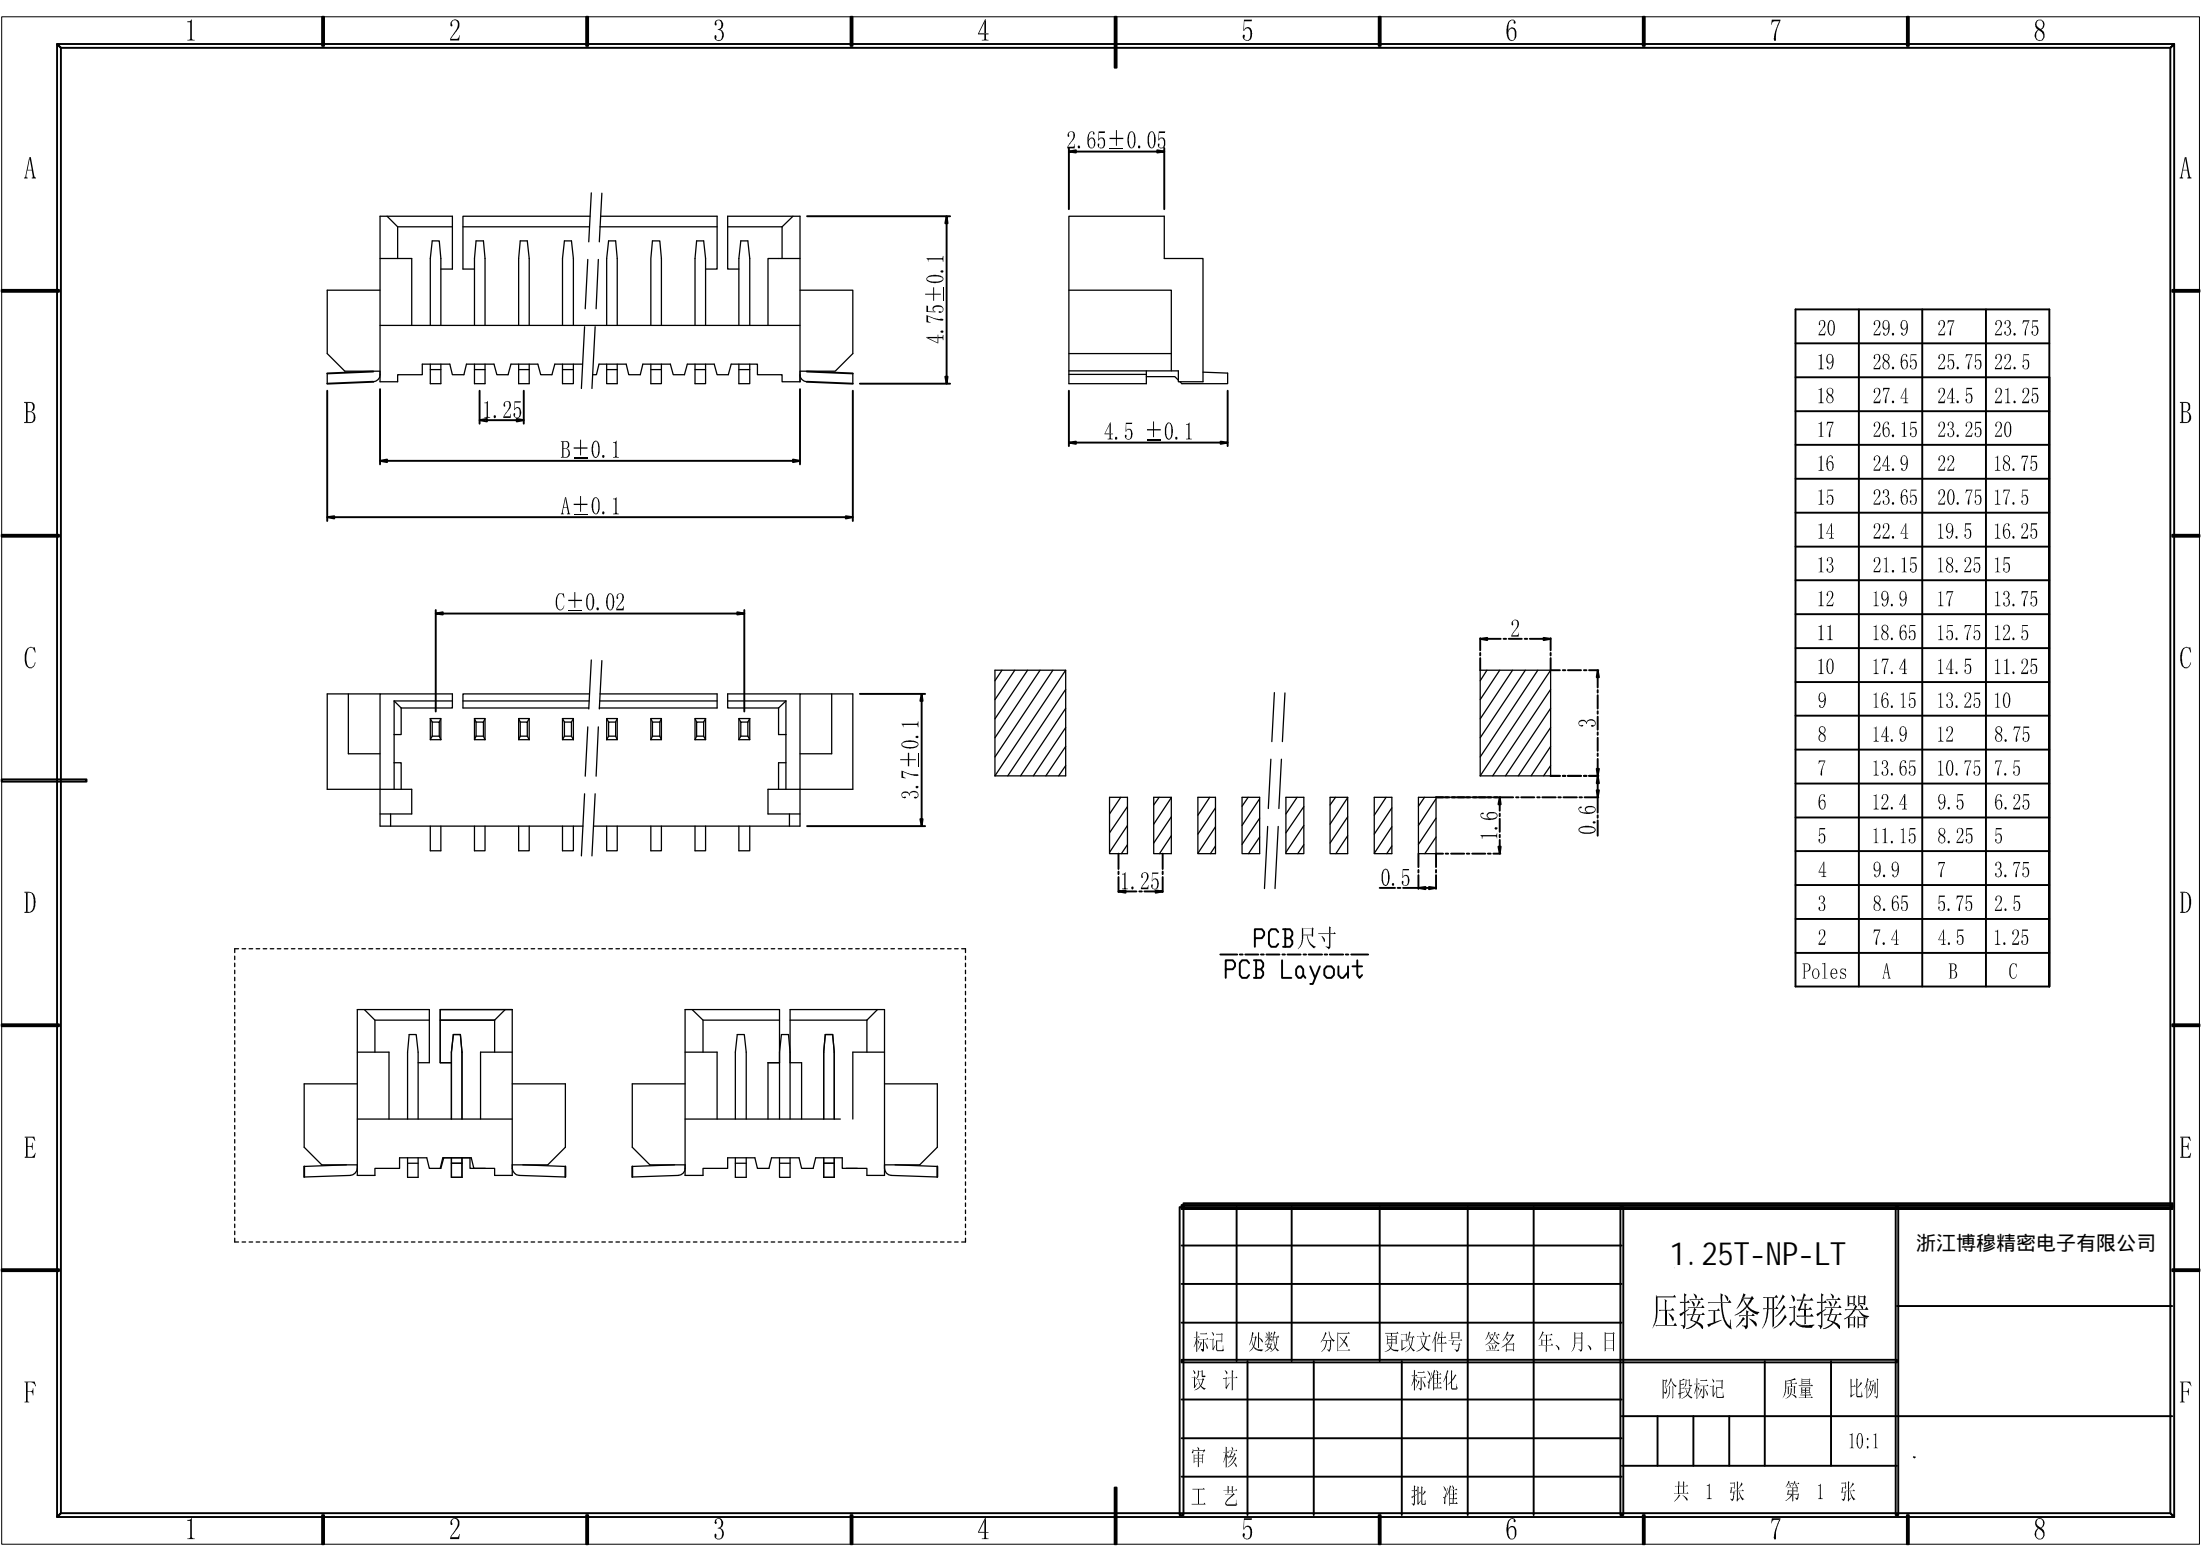 1 2 3 4 5 6 7 8
A A
B B
C C
D D
E E
F F
2.65±0.05
4.75±0.1
1.25
B±0.1
A±0.1
4.5 ±0.1
C±0.02
3.7±0.1
2
3
0.6
1.6
0.5
1.25
PCB尺寸
PCB Layout
20 29.9 27 23.75
19 28.65 25.75 22.5
18 27.4 24.5 21.25
17 26.15 23.25 20
16 24.9 22 18.75
15 23.65 20.75 17.5
14 22.4 19.5 16.25
13 21.15 18.25 15
12 19.9 17 13.75
11 18.65 15.75 12.5
10 17.4 14.5 11.25
9 16.15 13.25 10
8 14.9 12 8.75
7 13.65 10.75 7.5
6 12.4 9.5 6.25
5 11.15 8.25 5
4 9.9 7 3.75
3 8.65 5.75 2.5
2 7.4 4.5 1.25
Poles A B C
1.25T-NP-LT
压接式条形连接器
浙江博穆精密电子有限公司
标记 处数 分区 更改文件号 签名 年、月、日
设 计 标准化
审 核
工 艺 批 准
阶段标记 质量 比例
10:1
共 1 张 第 1 张
1 2 3 4 5 6 7 8